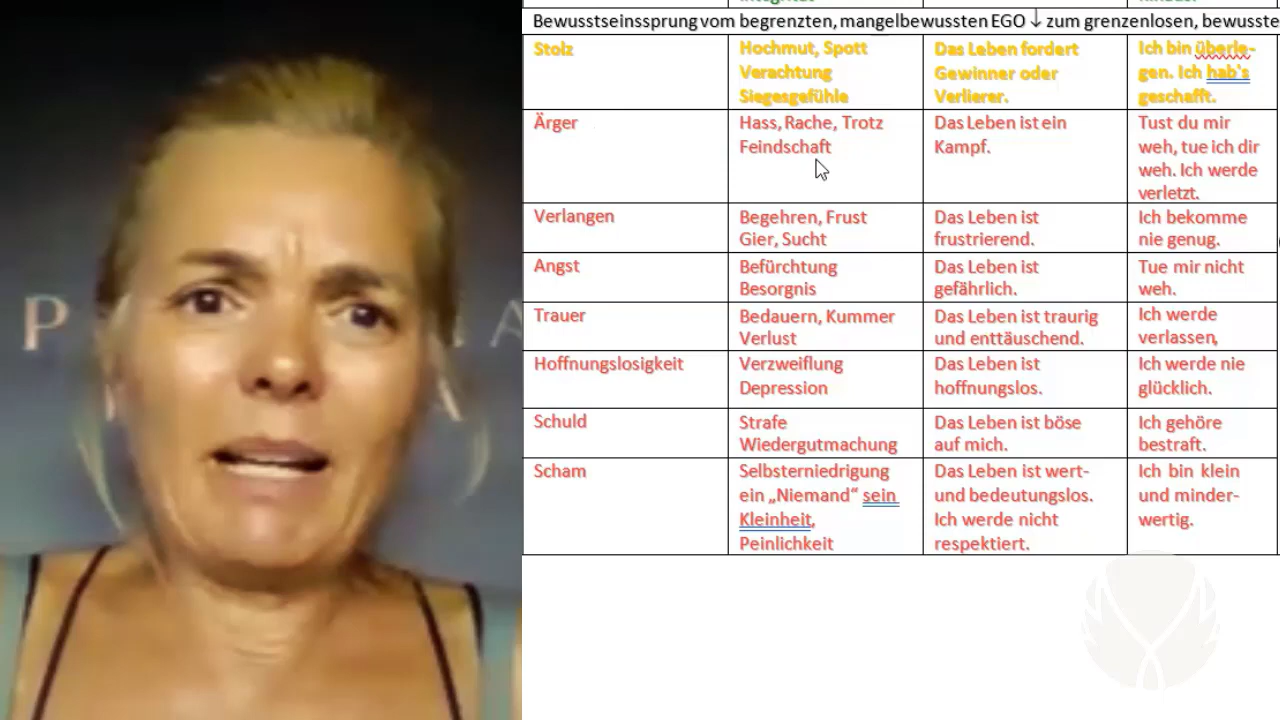 Bewusstseinssprung vom begrenzten, mangelbewussten EGO ↓ zum grenzenlosen, bewusste
Stolz
Hochmut, Spott
Verachtung
Siegesgefühle
Das Leben fordert
Gewinner oder
Verlierer.
Ich bin überle-
gen. Ich hab's
geschafft.
Ärger
Hass, Rache, Trotz
Feindschaft
Das Leben ist ein
Kampf.
Tust du mir
weh, tue ich dir
weh. Ich werde
verletzt.
Verlangen
Begehren, Frust
Gier, Sucht
Das Leben ist
frustrierend.
Ich bekomme
nie genug.
Angst
Befürchtung
Besorgnis
Das Leben ist
gefährlich.
Tue mir nicht
weh.
Trauer
Bedauern, Kummer
Verlust
Das Leben ist traurig
und enttäuschend.
Ich werde
verlassen,
Hoffnungslosigkeit
Verzweiflung
Depression
Das Leben ist
hoffnungslos.
Ich werde nie
glücklich.
Schuld
Strafe
Wiedergutmachung
Das Leben ist böse
auf mich.
Ich gehöre
bestraft.
Scham
Selbsterniedrigung
ein „Niemand“ sein
Kleinheit,
Peinlichkeit
Das Leben ist wert-
und bedeutungslos.
Ich werde nicht
respektiert.
Ich bin klein
und minder-
wertig.